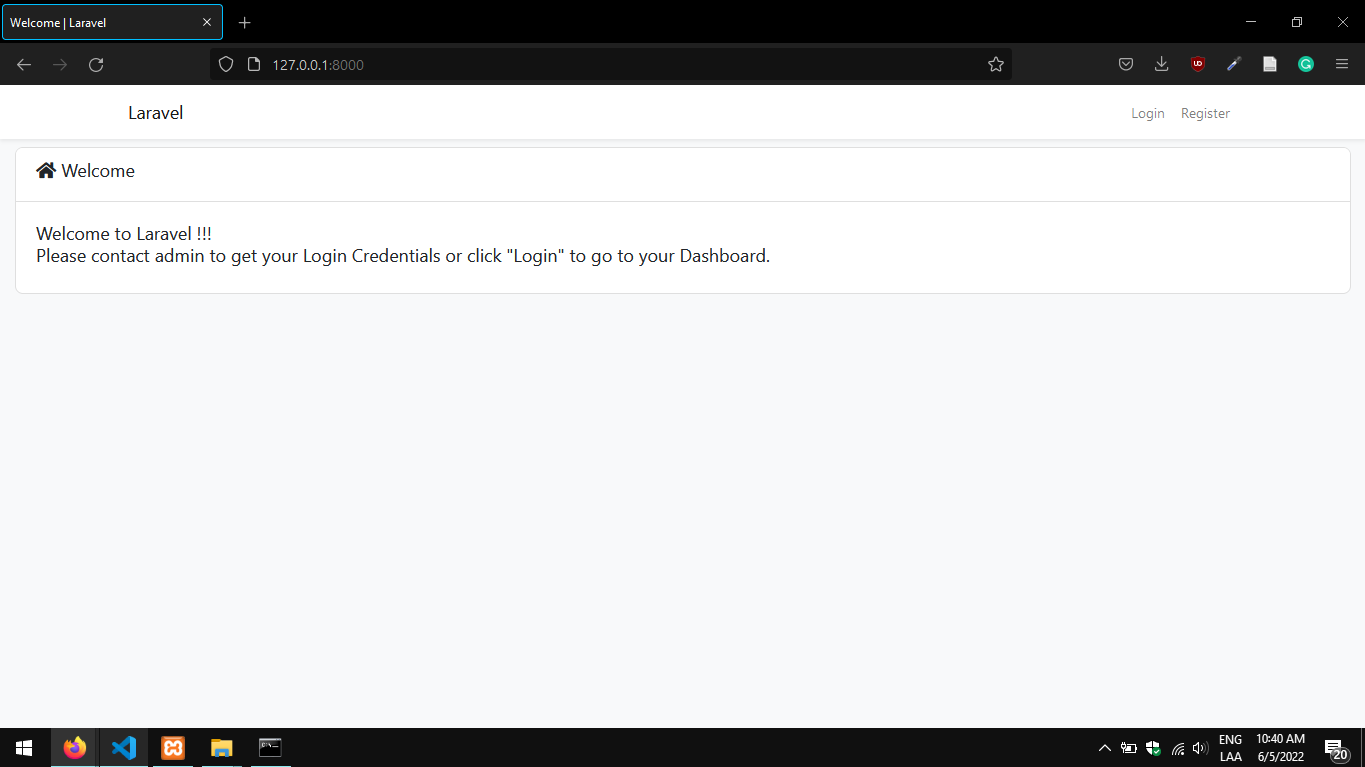 Welcome | Laravel
127.0.0.1:8000
Laravel
Login Register
Welcome
Welcome to Laravel !!!
Please contact admin to get your Login Credentials or click "Login" to go to your Dashboard.
ENG
LAA
10:40 AM
6/5/2022
20